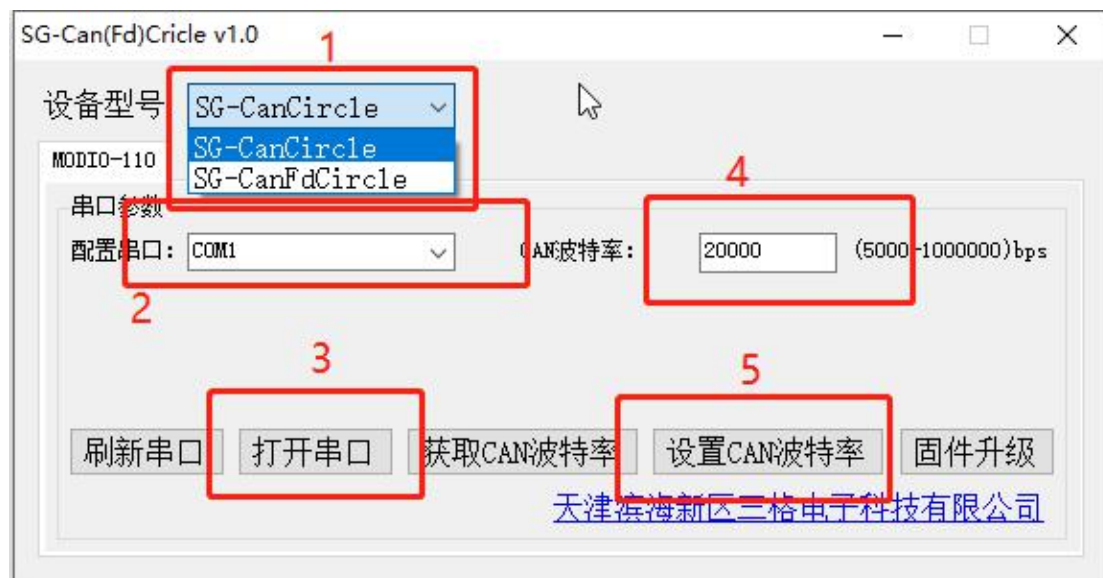 SG-Can(Fd)Cricle v1.0
1
设备型号 SG-CanCircle
SG-CanCircle
SG-CanFdCircle
MODIO-110
4
串口参数
配置串口: COM1 CAN波特率: 20000 (5000-1000000)bps
2
3
5
刷新串口 打开串口 获取CAN波特率 设置CAN波特率 固件升级
天津滨海新区三格电子科技有限公司